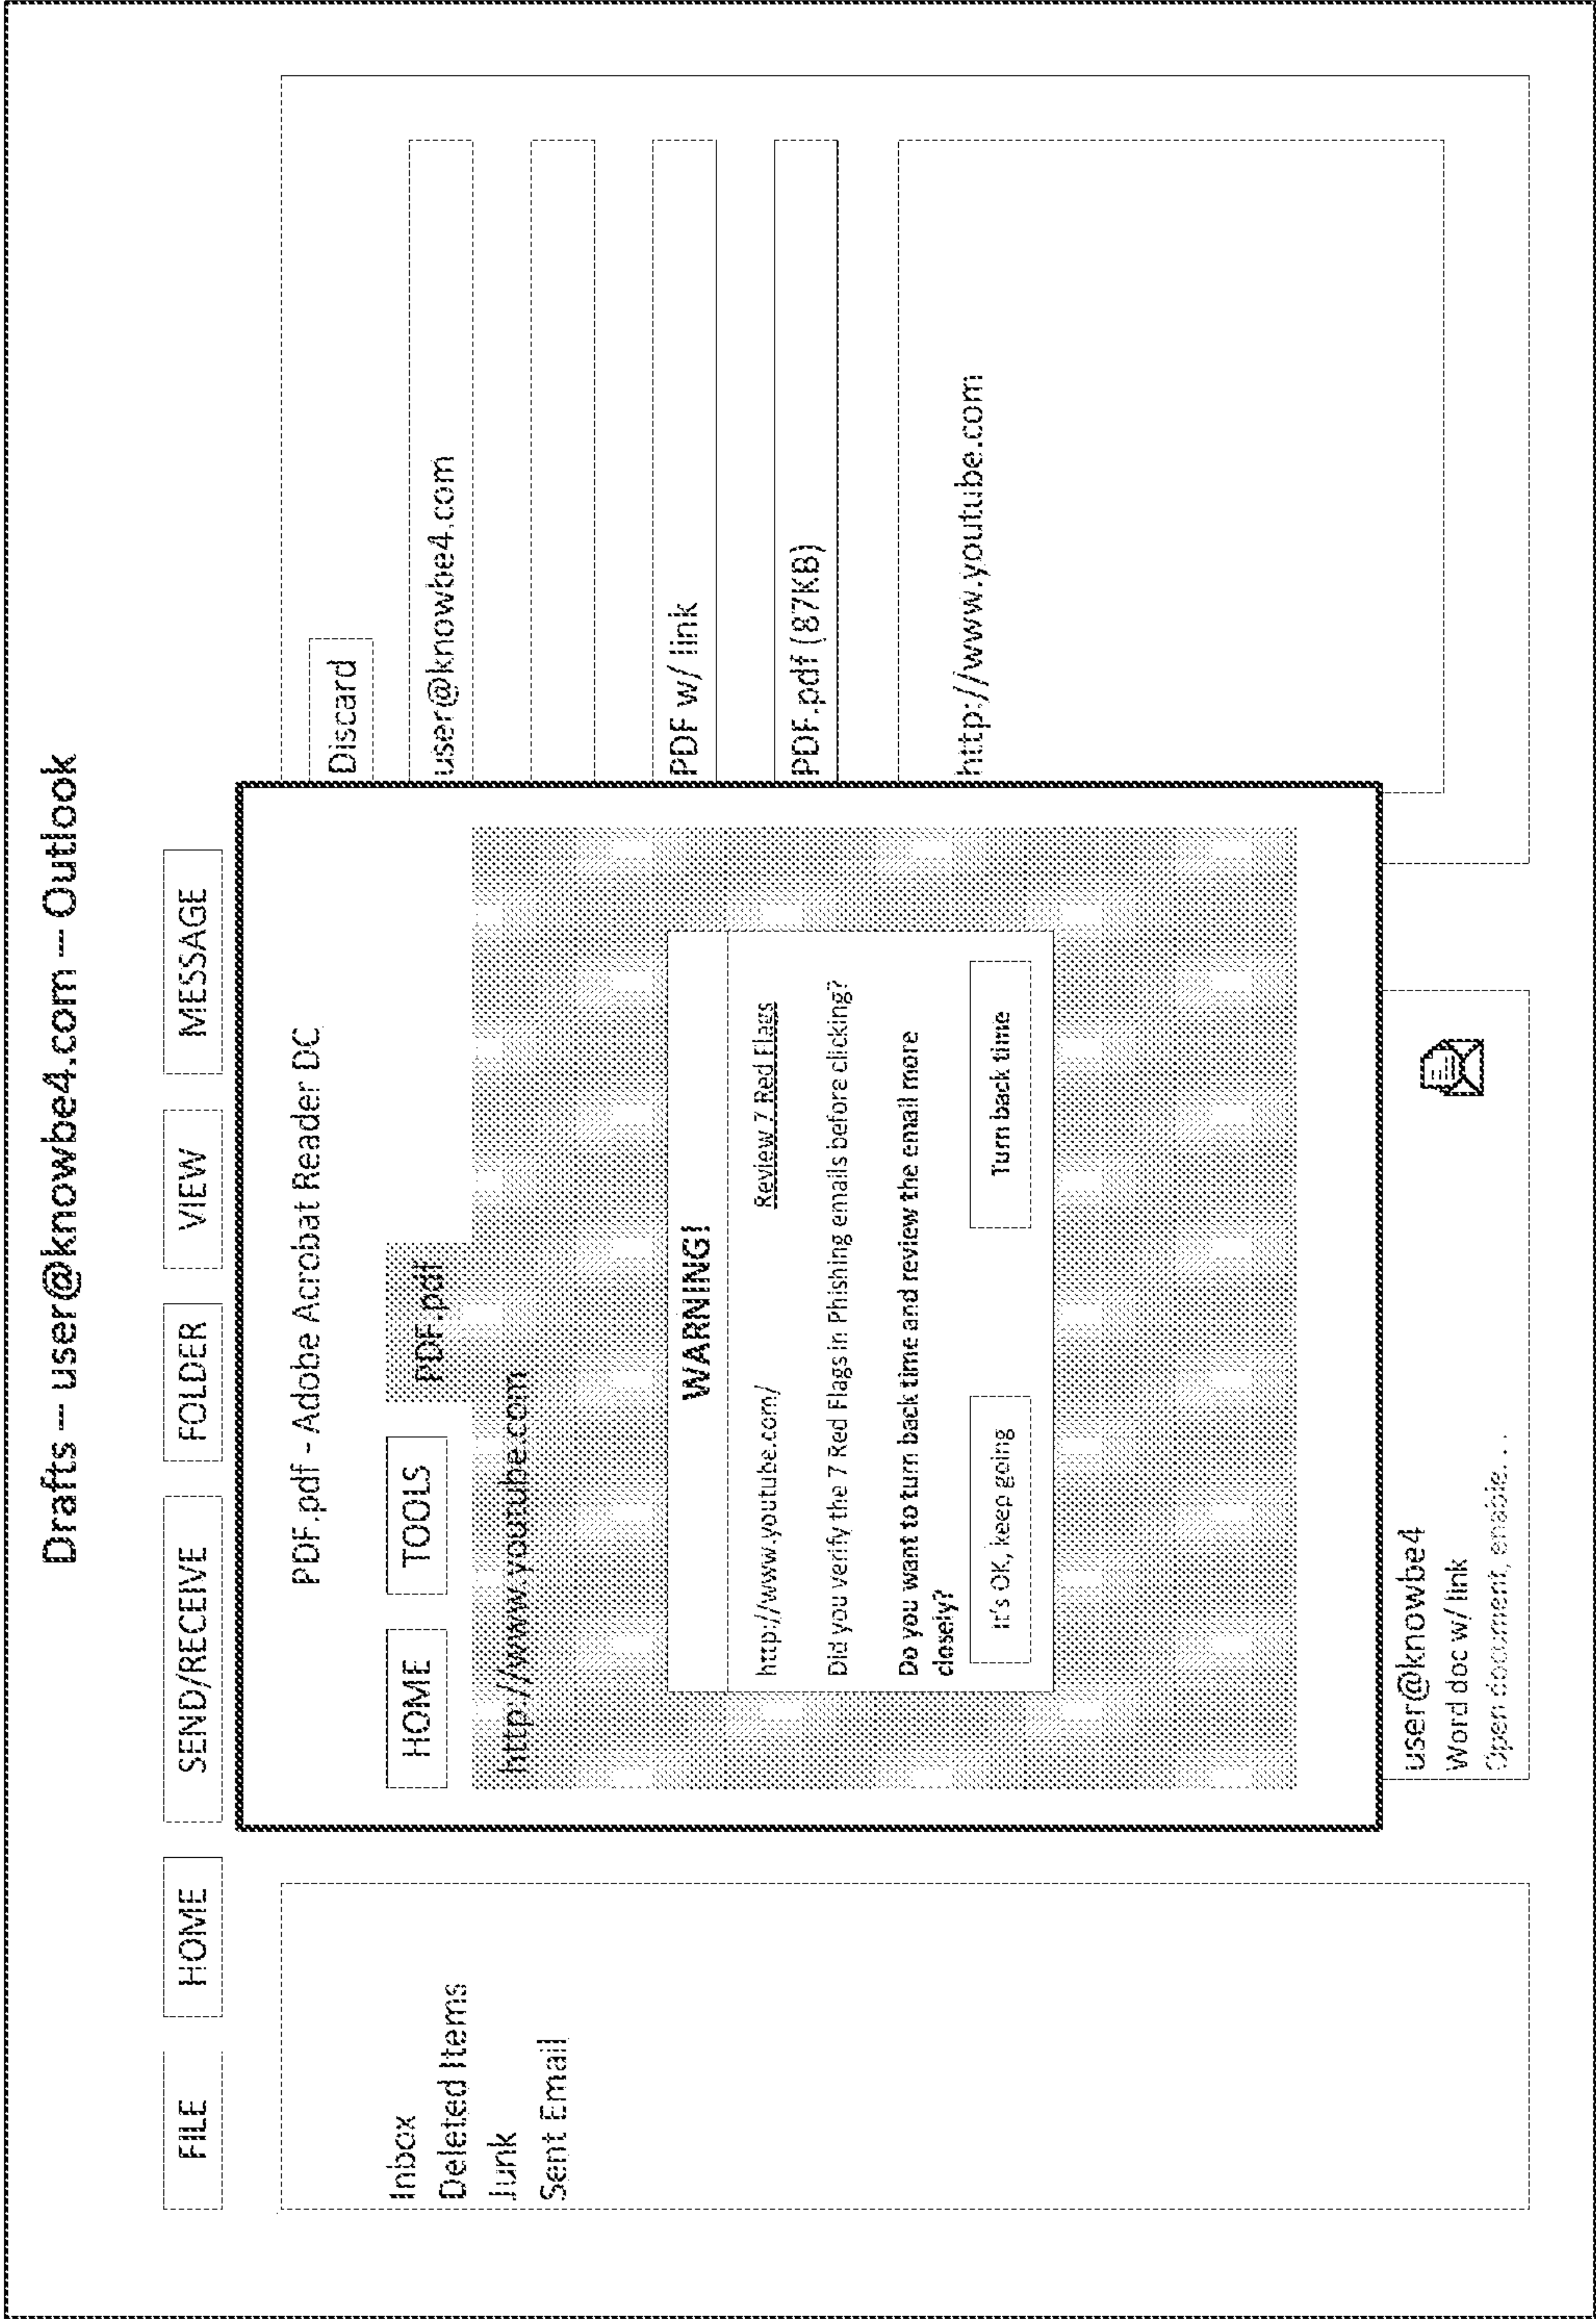 Drafts -- user@knowbe4.com -- Outlook
FILE
HOME
SEND/RECEIVE
FOLDER
VIEW
MESSAGE
Inbox
Deleted Items
Junk
Sent Email
PDF.pdf - Adobe Acrobat Reader DC
HOME
TOOLS
PDF.pdf
http://www.youtube.com
WARNING!
http://www.youtube.com/
Review 7 Red Flags
Did you verify the 7 Red Flags in Phishing emails before clicking?
Do you want to turn back time and review the email more
closely?
It's OK, keep going
Turn back time
user@knowbe4
Word doc w/ link
Open document, enable...
Discard
user@knowbe4.com
PDF w/ link
PDF.pdf (87KB)
http://www.youtube.com